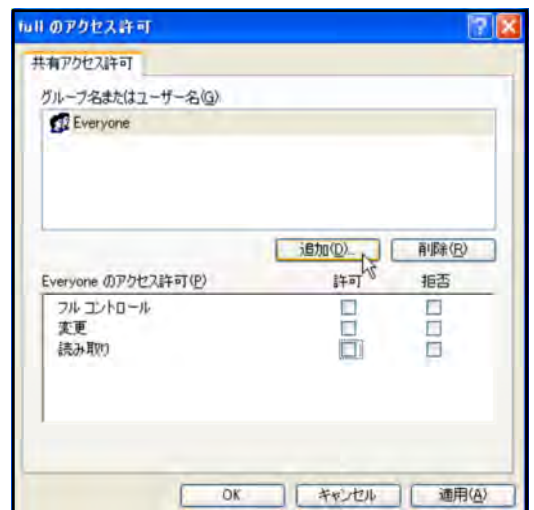 full のアクセス許可
共有アクセス許可
グループ名またはユーザー名(G)
Everyone
追加(D)... 削除(R)
Everyone のアクセス許可(P) 許可 拒否
フル コントロール
変更
読み取り
OK キャンセル 適用(A)